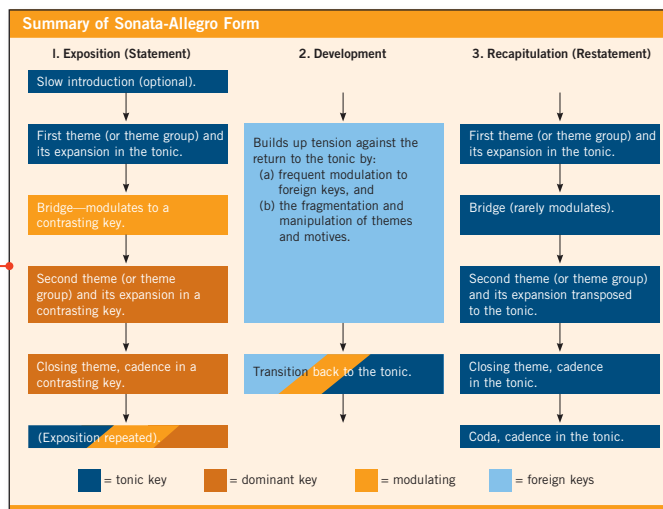 Summary of Sonata-Allegro Form
1. Exposition (Statement)
Slow introduction (optional).
First theme (or theme group) and
its expansion in the tonic.
Bridge—modulates to a
contrasting key.
Second theme (or theme
group) and its expansion in a
contrasting key.
Closing theme, cadence in a
contrasting key.
(Exposition repeated).
2. Development
Builds up tension against the
return to the tonic by:
(a) frequent modulation to
foreign keys, and
(b) the fragmentation and
manipulation of themes
and motives.
Transition back to the tonic.
3. Recapitulation (Restatement)
First theme (or theme group) and
its expansion in the tonic.
Bridge (rarely modulates).
Second theme (or theme group)
and its expansion transposed
to the tonic.
Closing theme, cadence
in the tonic.
Coda, cadence in the tonic.
= tonic key
= dominant key
= modulating
= foreign keys